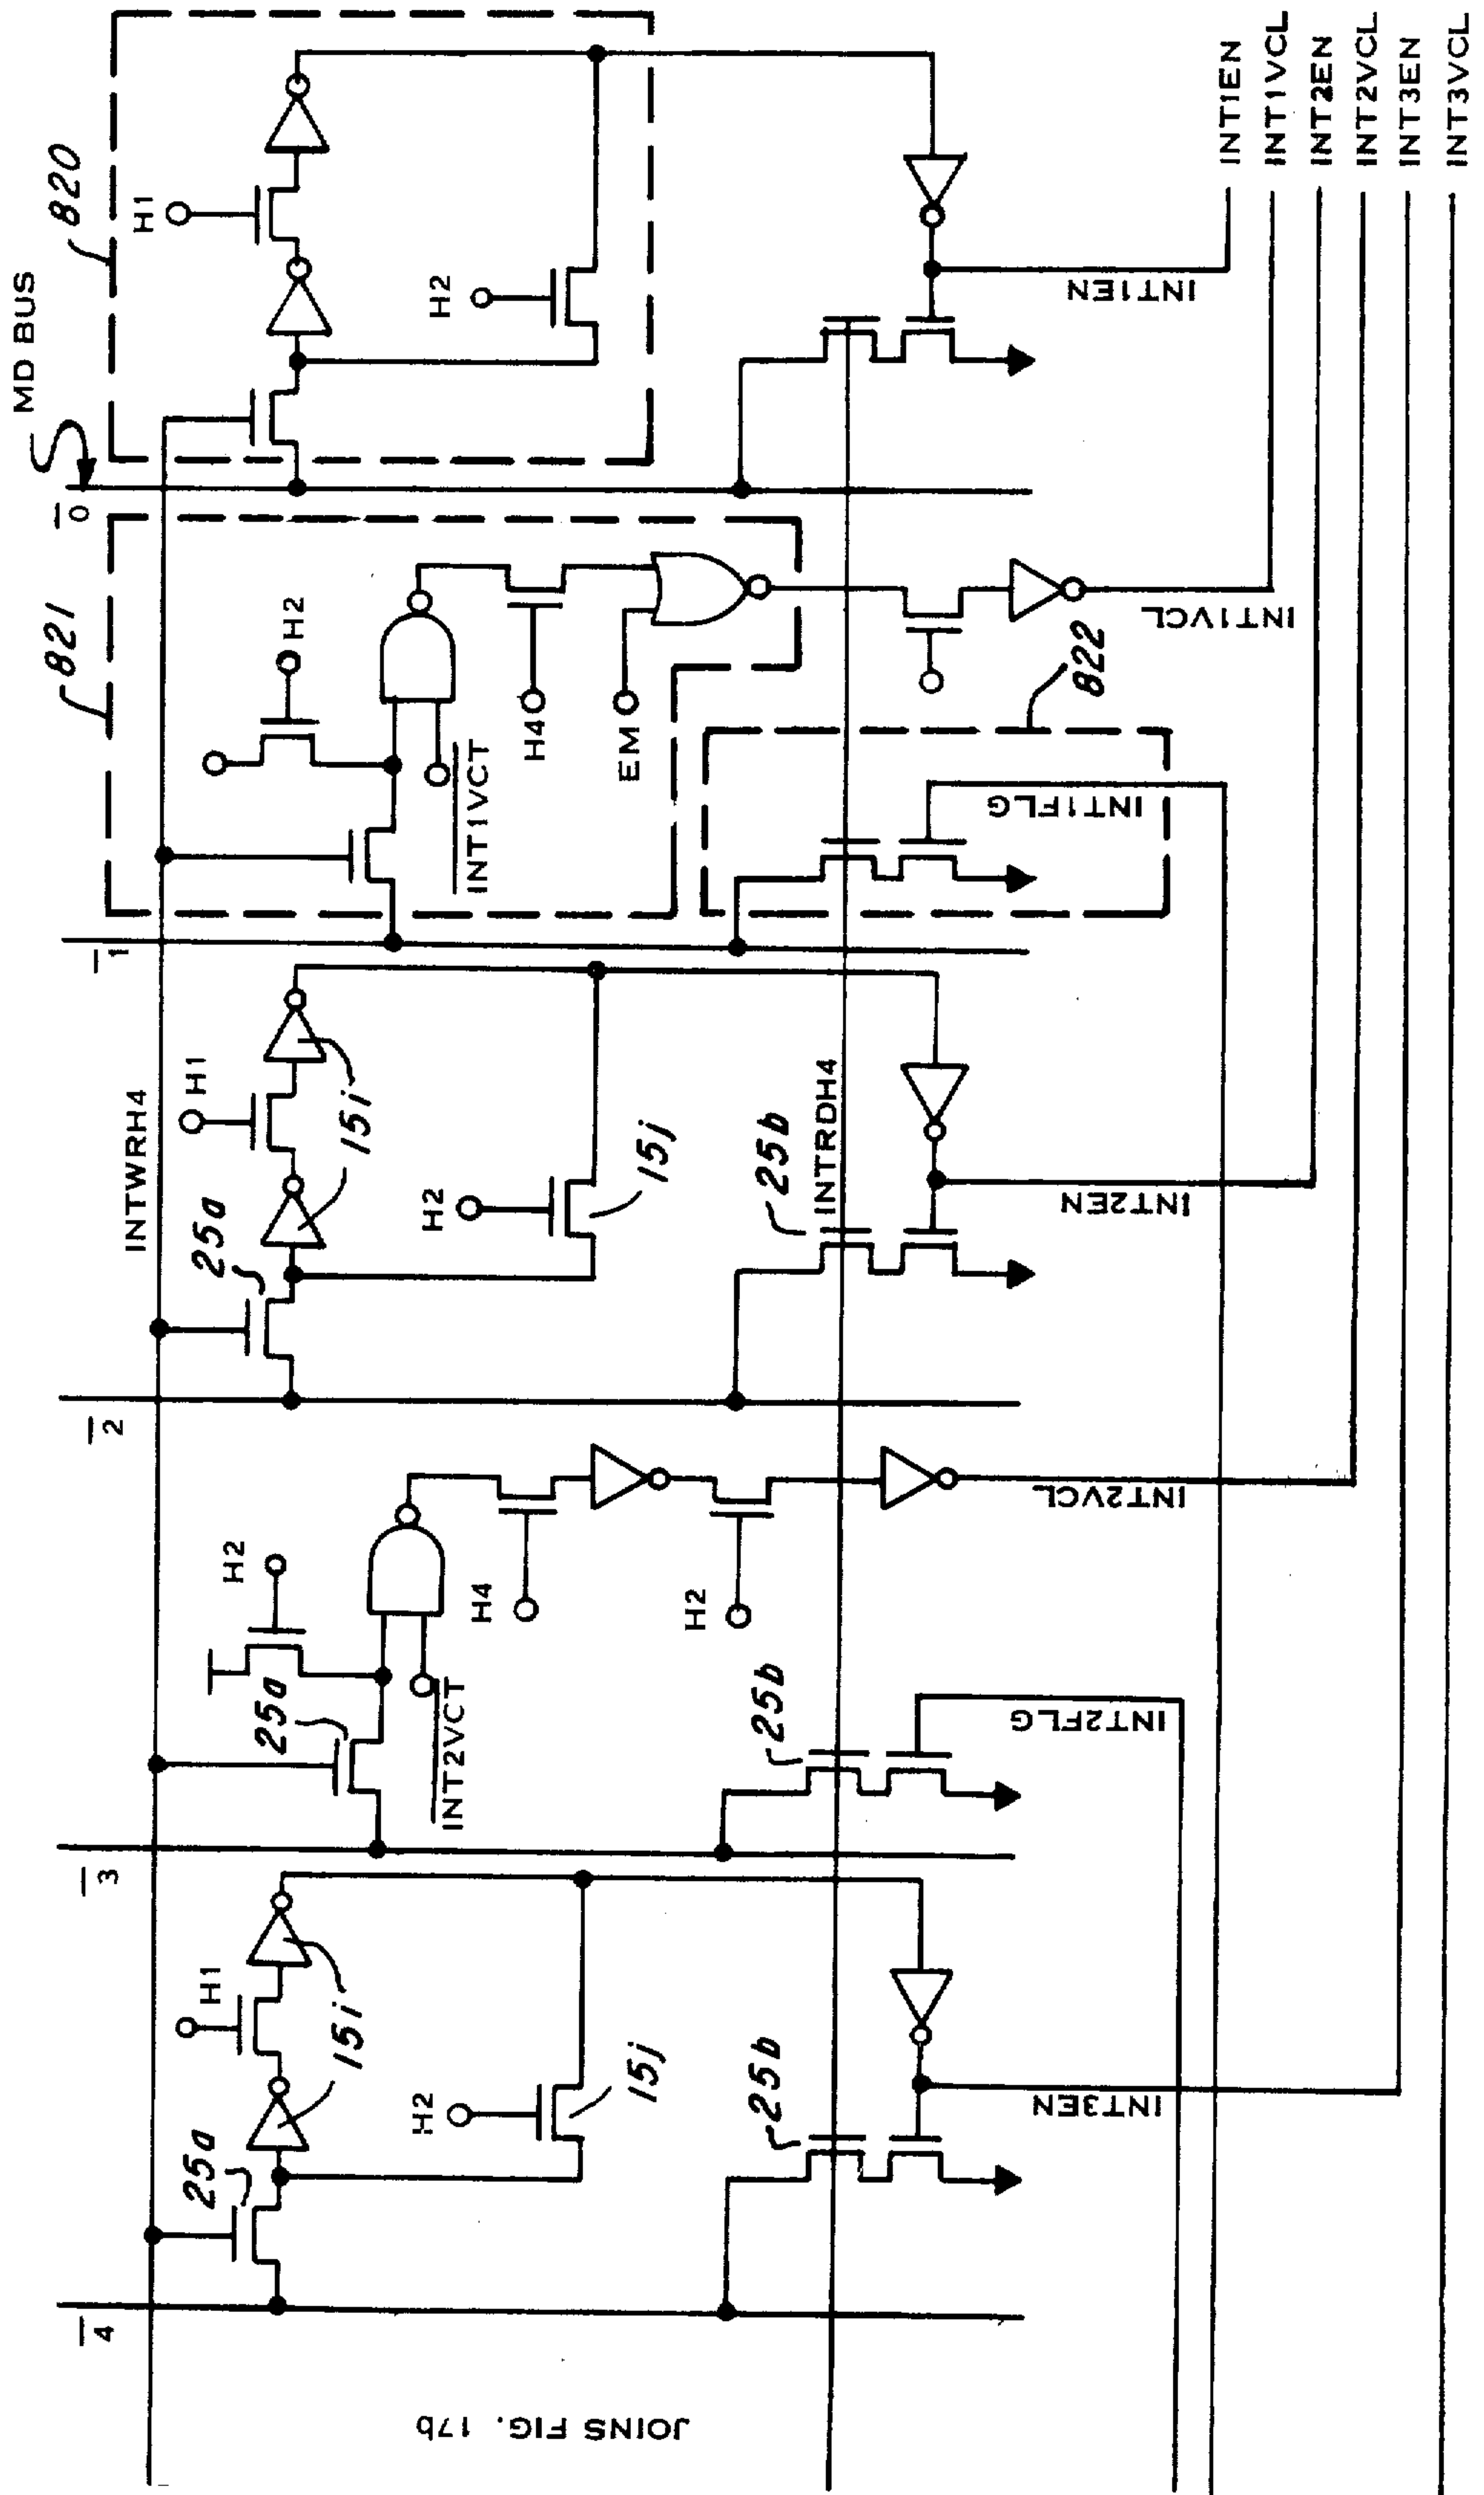 MD BUS
820
821
H1
H2
0
H2
INT1VCT
H4
EM
822
INT1EN
INT1VCL
INT1FLG
1
INTWRH4
H1
15i
25a
H2
15j
25b
INTRDH4
INT2EN
2
H2
25a
INT2VCT
H4
H2
25b
INT2VCL
INT2FLG
3
H1
15i
25a
H2
15j
25b
INT3EN
4
JOINS FIG. 17b
INT1EN
INT1VCL
INT2EN
INT2VCL
INT3EN
INT3VCL